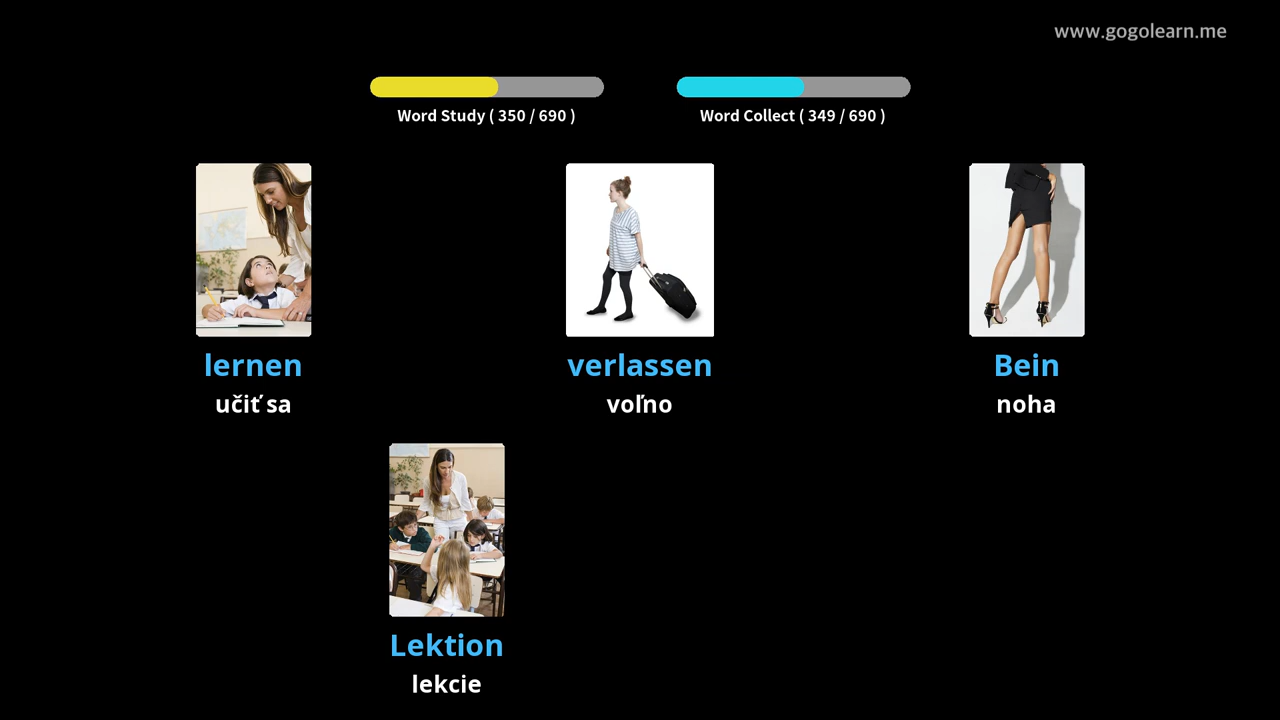 www.gogolearn.me
Word Study ( 350 / 690 )
Word Collect ( 349 / 690 )
lernen
učiť sa
verlassen
voľno
Bein
noha
Lektion
lekcie